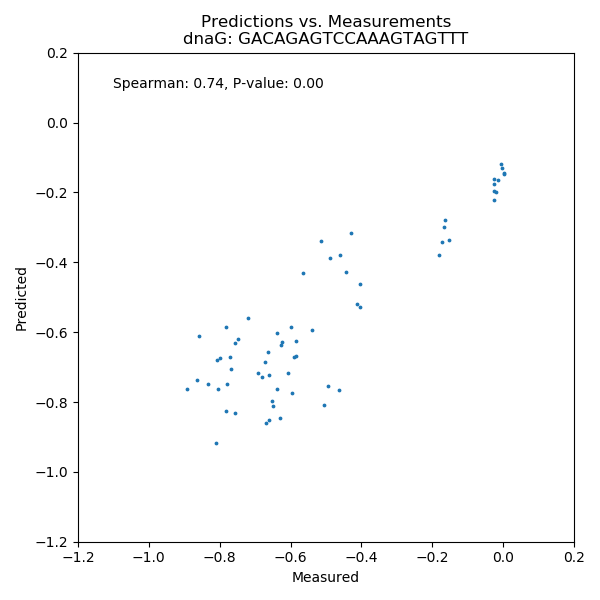 Predictions vs. Measurements
dnaG: GACAGAGTCCAAAGTAGTTT
Spearman: 0.74, P-value: 0.00
0.2
0.0
−0.2
−0.4
−0.6
−0.8
−1.0
−1.2
Predicted
−1.2 −1.0 −0.8 −0.6 −0.4 −0.2 0.0 0.2
Measured